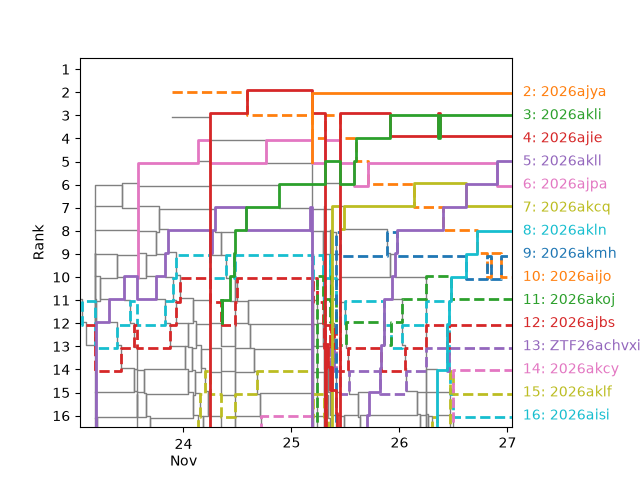 1
2
3
4
5
6
7
8
9
10
11
12
13
14
15
16
Rank
24
25
26
27
Nov
2: 2026ajya
3: 2026akli
4: 2026ajie
5: 2026akll
6: 2026ajpa
7: 2026akcq
8: 2026akln
9: 2026akmh
10: 2026aijo
11: 2026akoj
12: 2026ajbs
13: ZTF26achvxi
14: 2026akcy
15: 2026aklf
16: 2026aisi